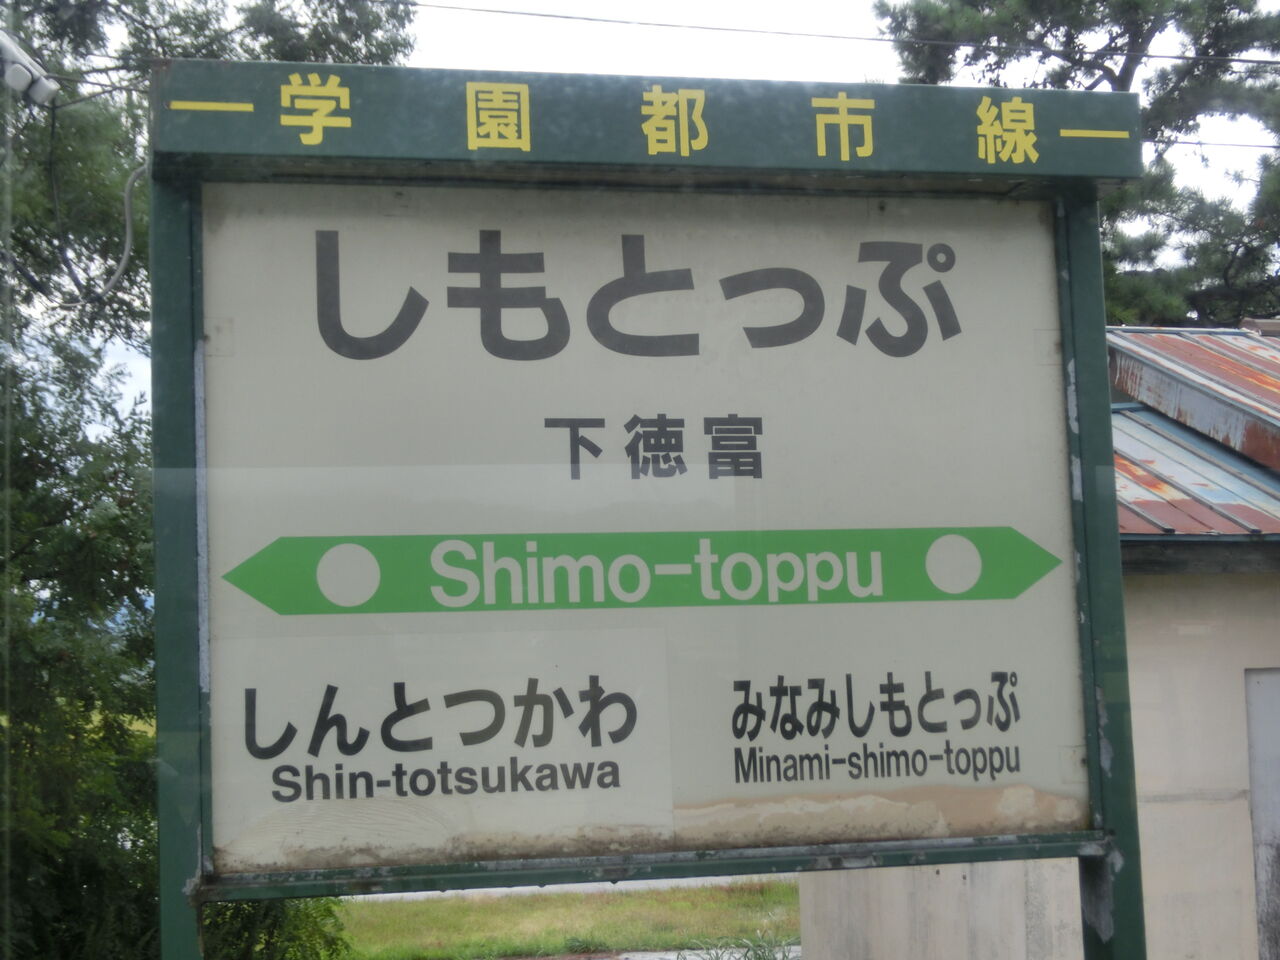 ー学園都市線ー
しもとっぷ
下徳富
Shimo-toppu
しんとつかわ
Shin-totsukawa
みなみしもとっぷ
Minami-shimo-toppu